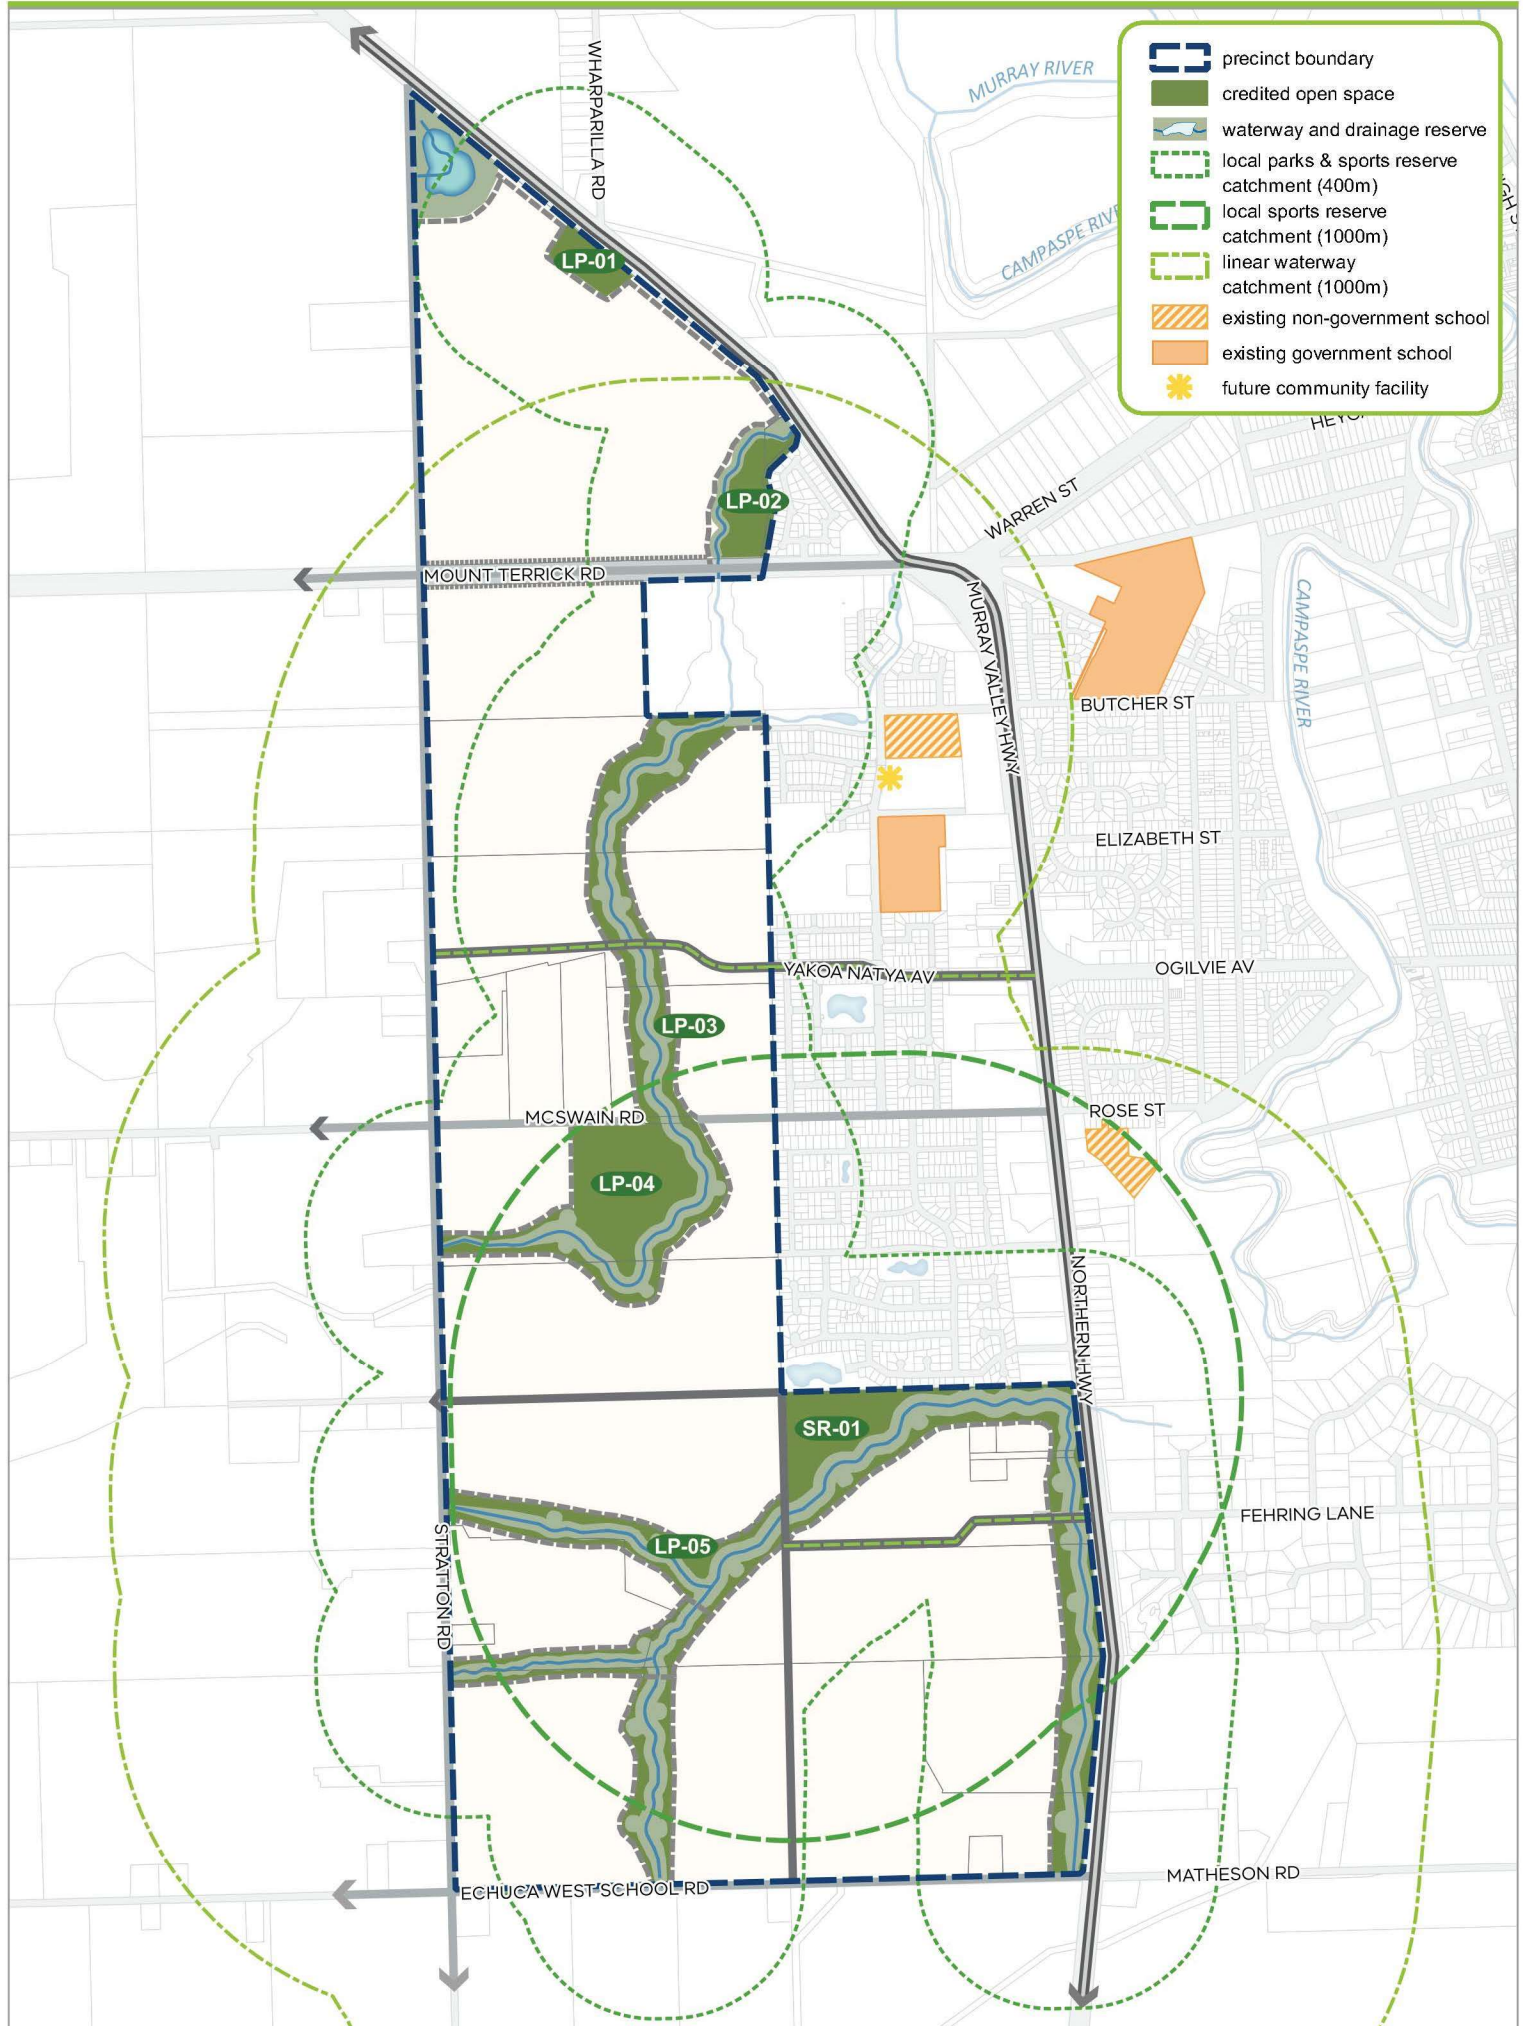 WHARPARILLA RD
MURRAY RIVER
CAMPASPE RIVE
precinct boundary
credited open space
waterway and drainage reserve
local parks & sports reserve
catchment (400m)
local sports reserve
catchment (1000m)
linear waterway
catchment (1000m)
existing non-government school
existing government school
future community facility
LP-01
LP-02
WARREN ST
MOUNT TERRICK RD
MURRAY VALLEY HWY
CAMPASPE RIVER
BUTCHER ST
ELIZABETH ST
YAKOA NATYA AV
OGILVIE AV
LP-03
MCSWAIN RD
ROSE ST
LP-04
NORTHERN HWY
SR-01
FEHRING LANE
LP-05
STRATTON RD
ECHUCA WEST SCHOOL RD
MATHESON RD